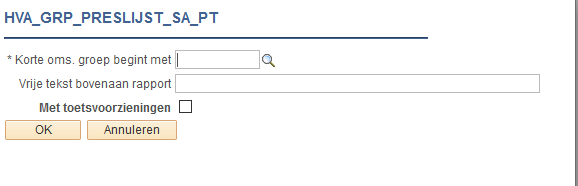 HVA_GRP_PRESLIJST_SA_PT
* Korte oms. groep begint met
Vrije tekst bovenaan rapport
Met toetsvoorzieningen
OK Annuleren